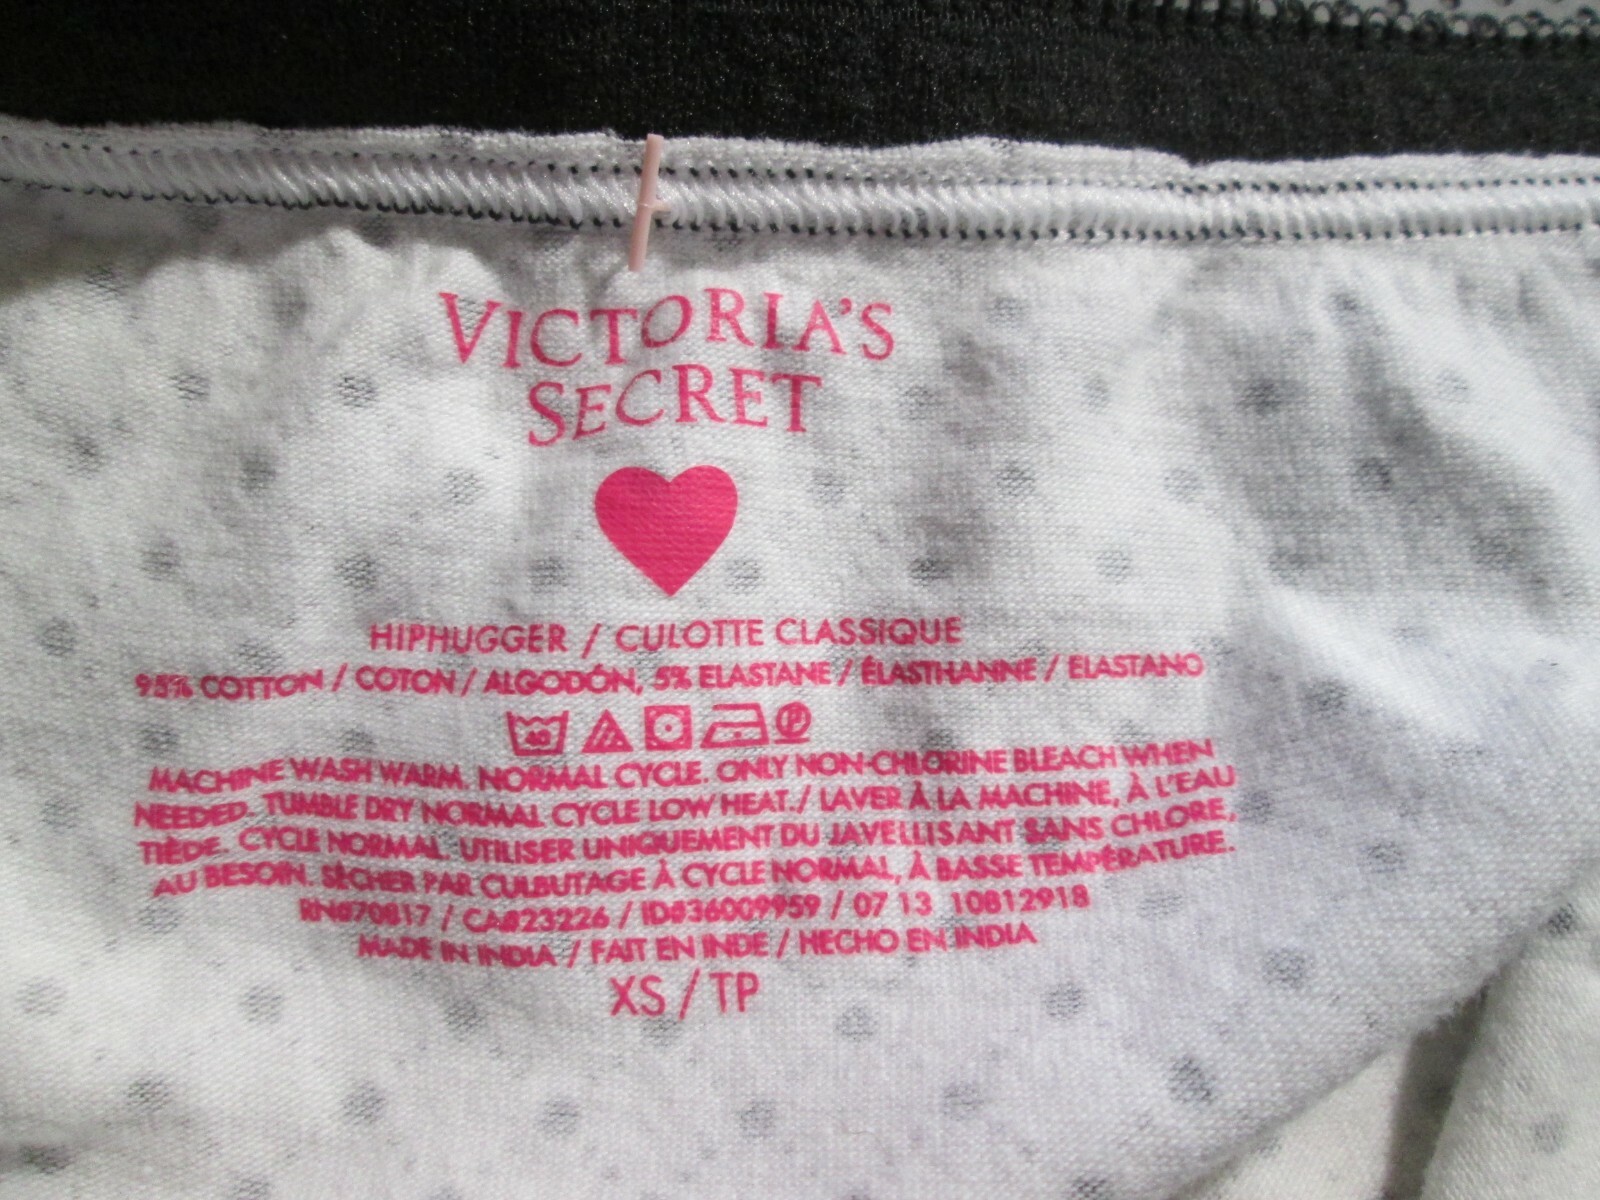 VICTORIA'S
SECRET
HIPHUGGER / CULOTTE CLASSIQUE
95% COTTON / COTON / ALGODÓN, 5% ELASTANE / ÉLASTHANNE / ELASTANO
40 P
MACHINE WASH WARM. NORMAL CYCLE. ONLY NON-CHLORINE BLEACH WHEN
NEEDED. TUMBLE DRY NORMAL CYCLE LOW HEAT./ LAVER À LA MACHINE, À L'EAU
TIÈDE. CYCLE NORMAL. UTILISER UNIQUEMENT DU JAVELLISANT SANS CHLORE,
AU BESOIN. SÉCHER PAR CULBUTAGE À CYCLE NORMAL, À BASSE TEMPÉRATURE.
RN#70817 / CA#23226 / ID#36009959 / 07 13 10812918
MADE IN INDIA / FAIT EN INDE / HECHO EN INDIA
XS / TP